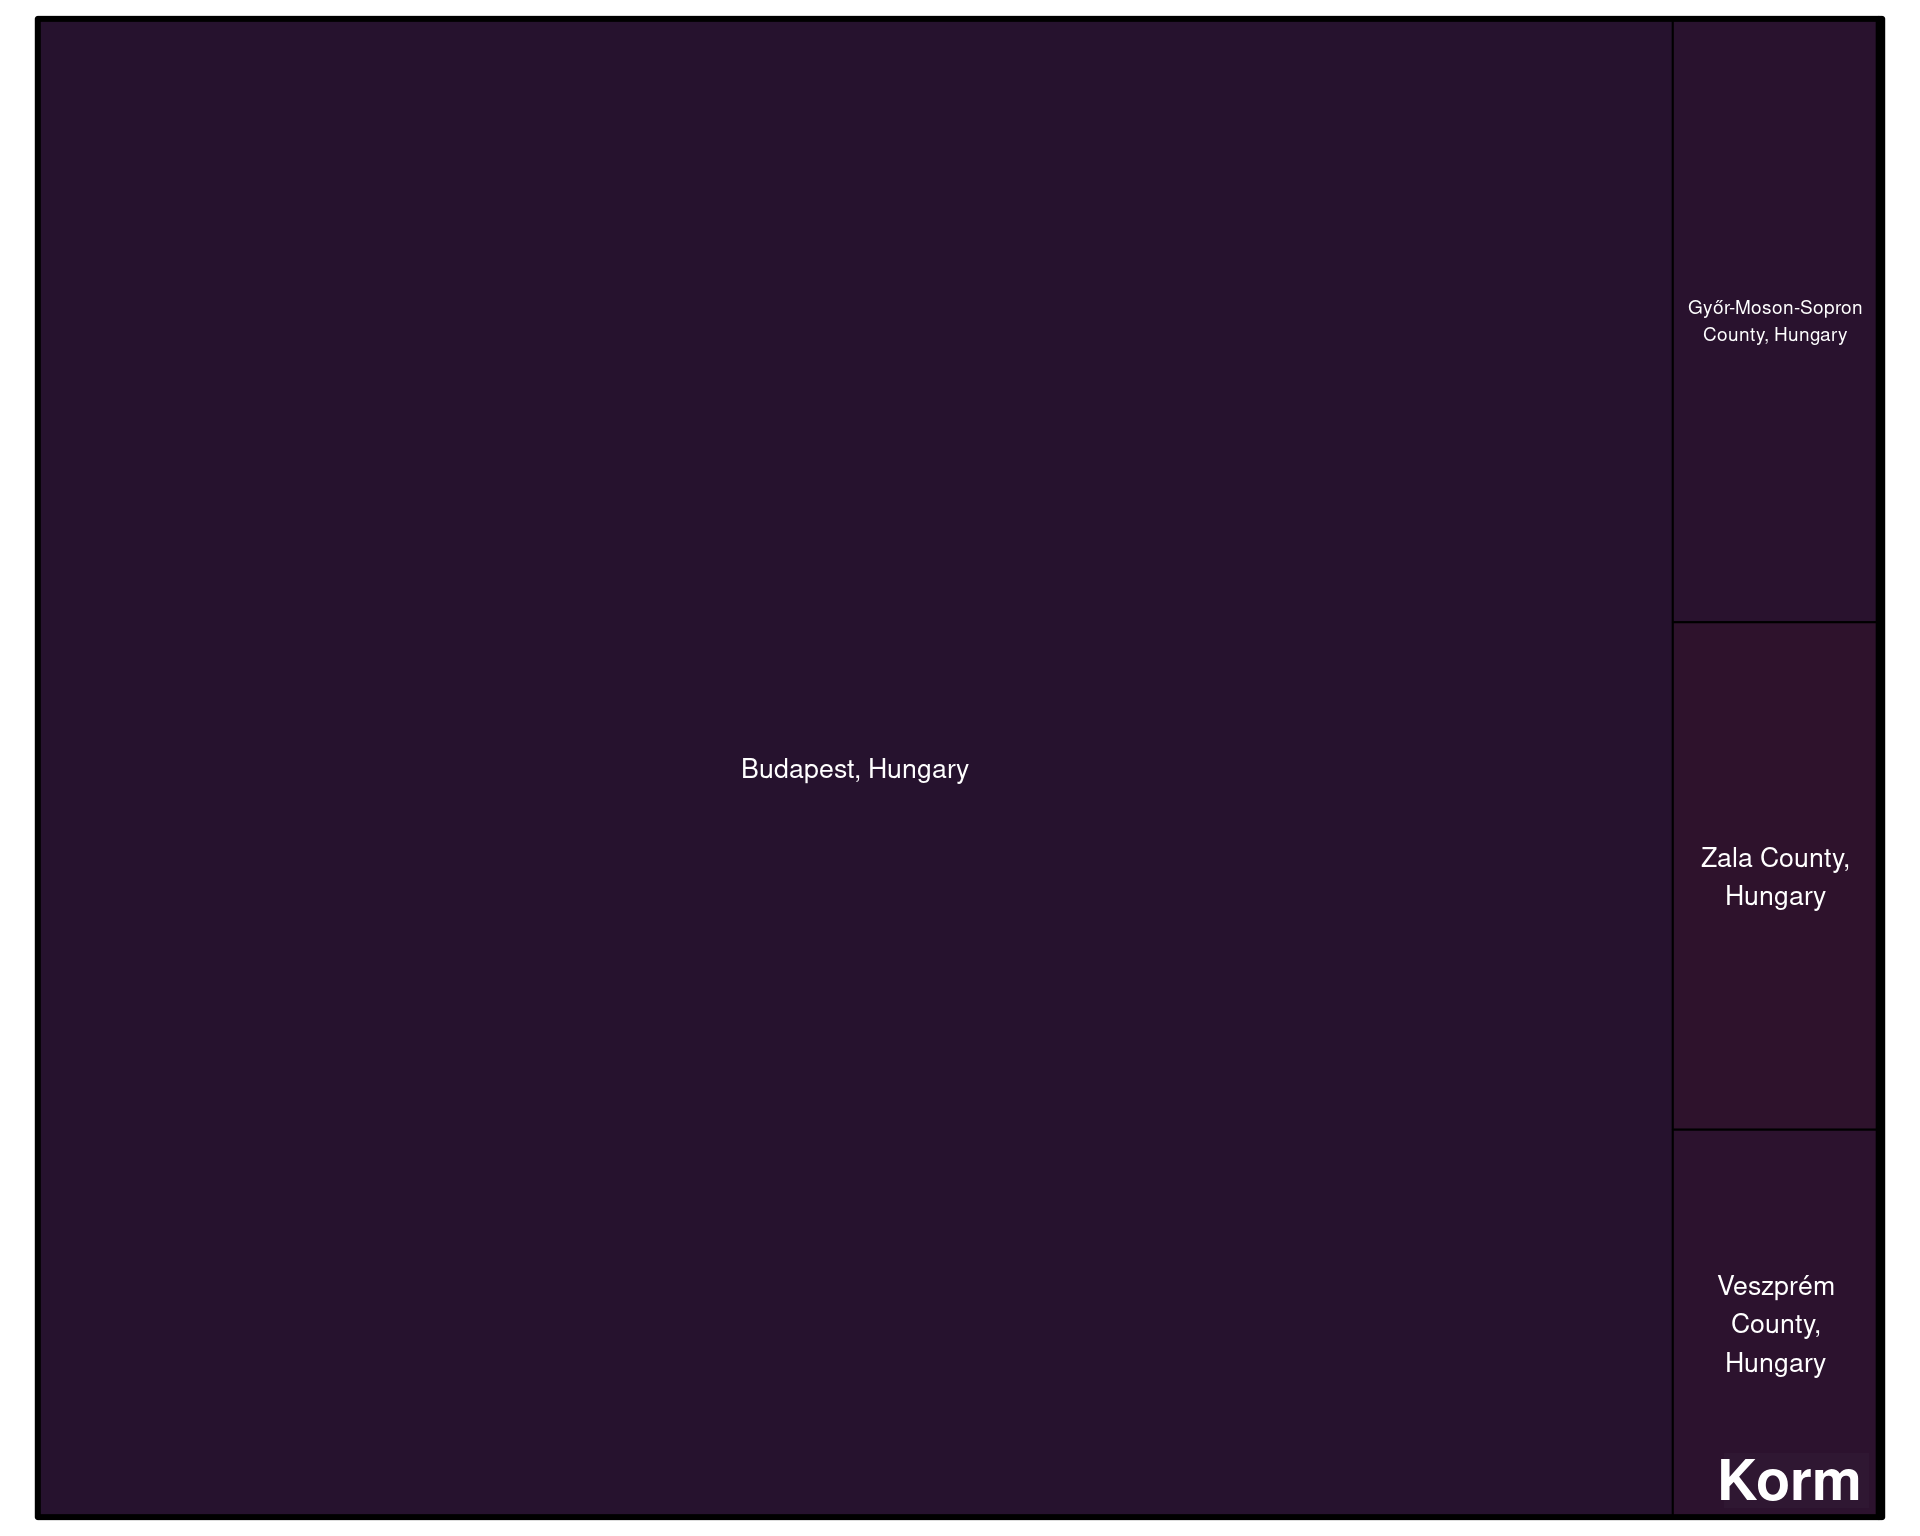 Győr-Moson-Sopron
County, Hungary
Budapest, Hungary
Zala County,
Hungary
Veszprém
County,
Hungary
Korm